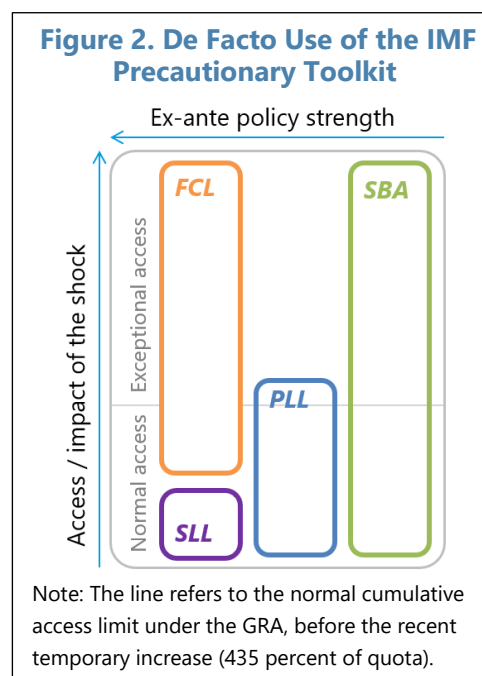 Figure 2. De Facto Use of the IMF
Precautionary Toolkit
Ex-ante policy strength
Access / impact of the shock
Exceptional access
Normal access
FCL
SBA
PLL
SLL
Note: The line refers to the normal cumulative
access limit under the GRA, before the recent
temporary increase (435 percent of quota).